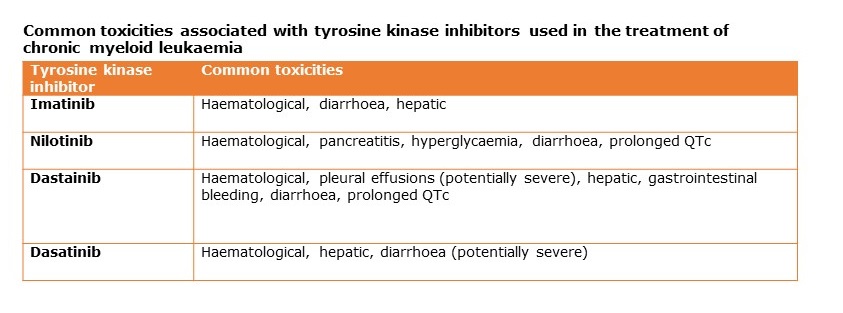 Common toxicities associated with tyrosine kinase inhibitors used in the treatment of
chronic myeloid leukaemia
Tyrosine kinase
inhibitor
Common toxicities
Imatinib
Haematological, diarrhoea, hepatic
Nilotinib
Haematological, pancreatitis, hyperglycaemia, diarrhoea, prolonged QTc
Dastainib
Haematological, pleural effusions (potentially severe), hepatic, gastrointestinal
bleeding, diarrhoea, prolonged QTc
Dasatinib
Haematological, hepatic, diarrhoea (potentially severe)